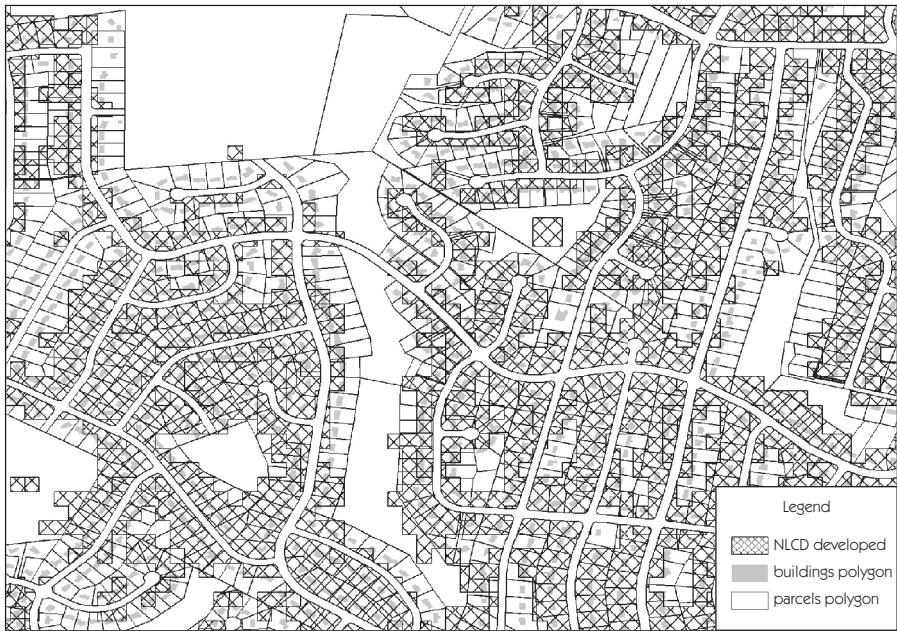 Legend
NLCD developed
buildings polygon
parcels polygon